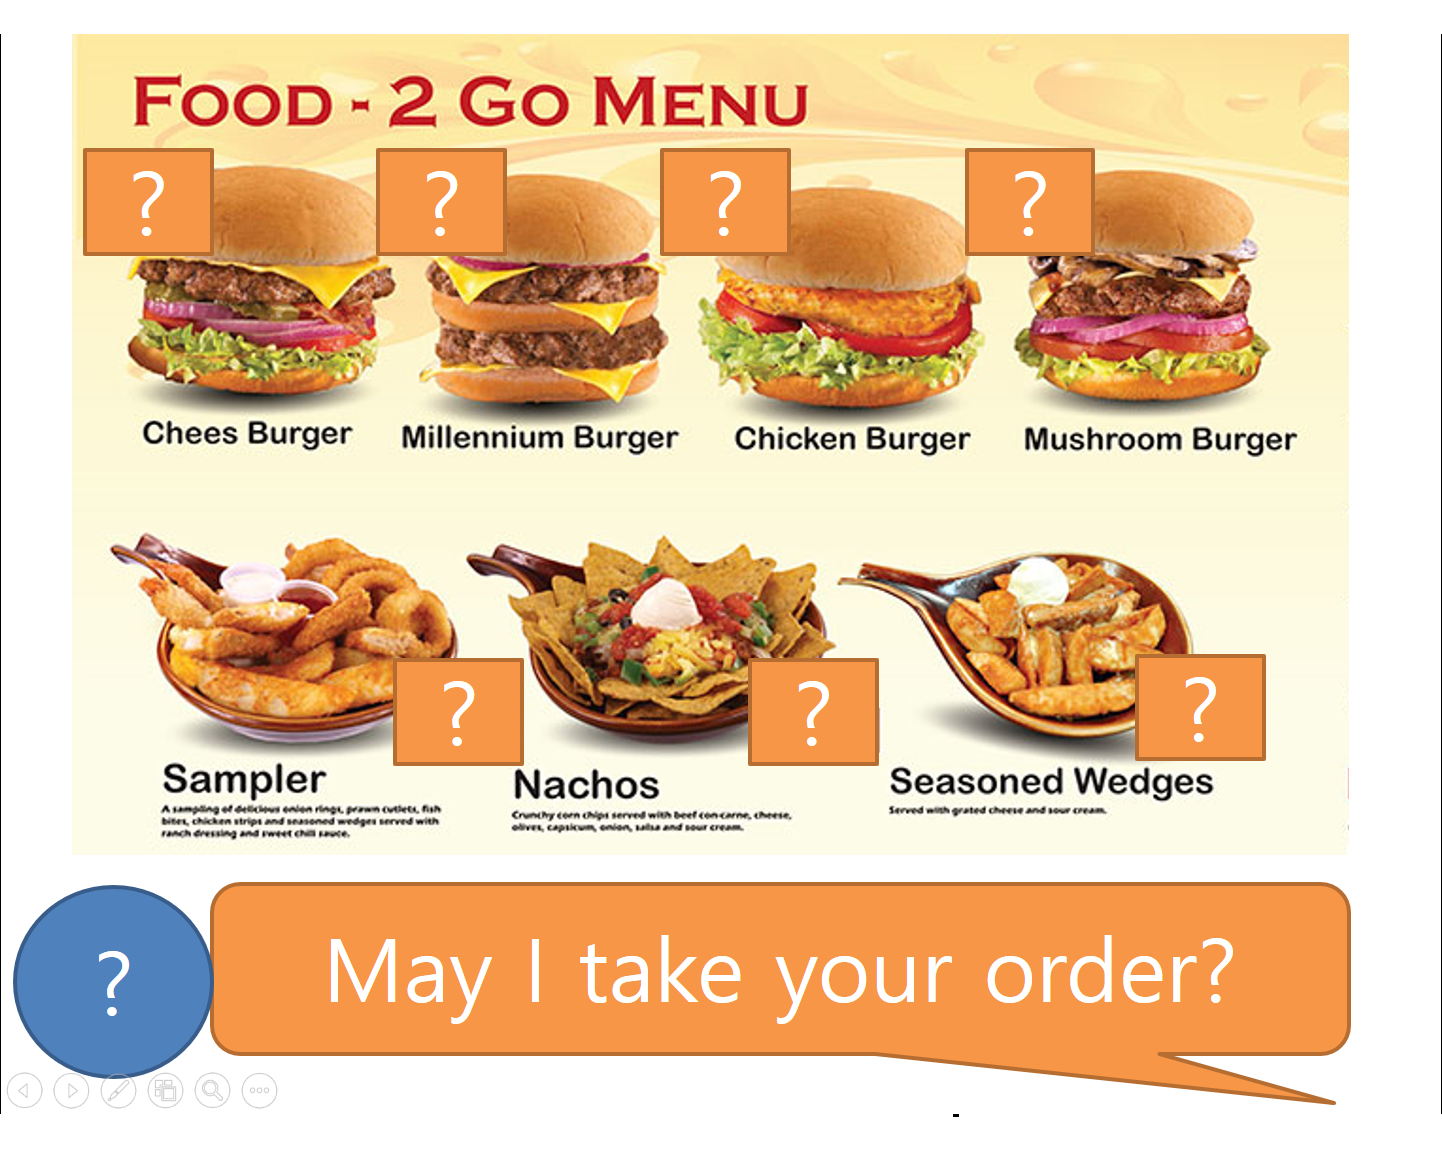 FOOD - 2 GO MENU
? ? ? ?
Chees Burger
Millennium Burger
Chicken Burger
Mushroom Burger
? ? ?
Sampler
A sampling of delicious onion rings, prawn cutlets, fish
bites, chicken strips and seasoned wedges served with
ranch dressing and sweet chili sauce.
Nachos
Crunchy corn chips served with beef con-carne, cheese,
olives, capsicum, onion, salsa and sour cream.
Seasoned Wedges
Served with grated cheese and sour cream.
?
May I take your order?